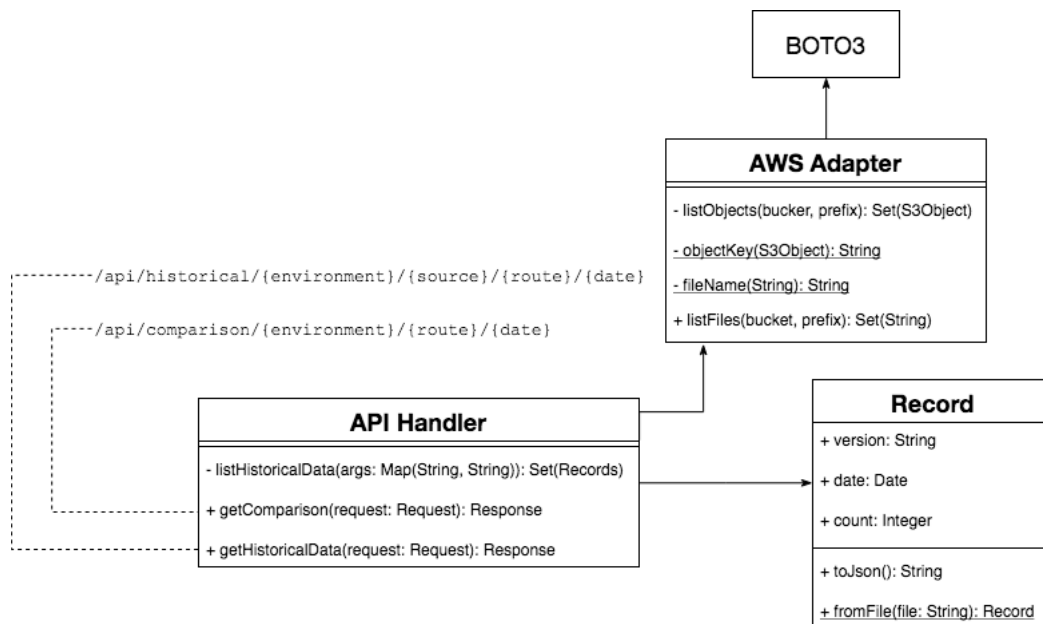 BOTO3
AWS Adapter
- listObjects(bucker, prefix): Set(S3Object)
- objectKey(S3Object): String
- fileName(String): String
+ listFiles(bucket, prefix): Set(String)
/api/historical/{environment}/{source}/{route}/{date}
/api/comparison/{environment}/{route}/{date}
API Handler
- listHistoricalData(args: Map(String, String)): Set(Records)
+ getComparison(request: Request): Response
+ getHistoricalData(request: Request): Response
Record
+ version: String
+ date: Date
+ count: Integer
+ toJson(): String
+ fromFile(file: String): Record